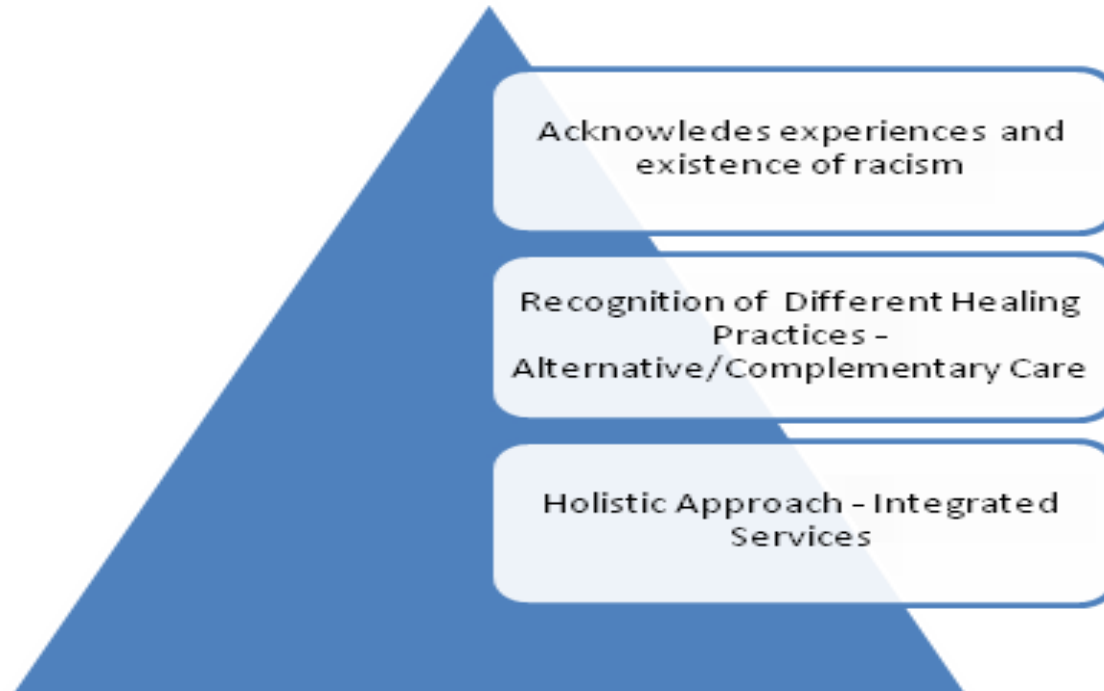 Acknowledes experiences and
existence of racism
Recognition of Different Healing
Practices -
Alternative/Complementary Care
Holistic Approach - Integrated
Services